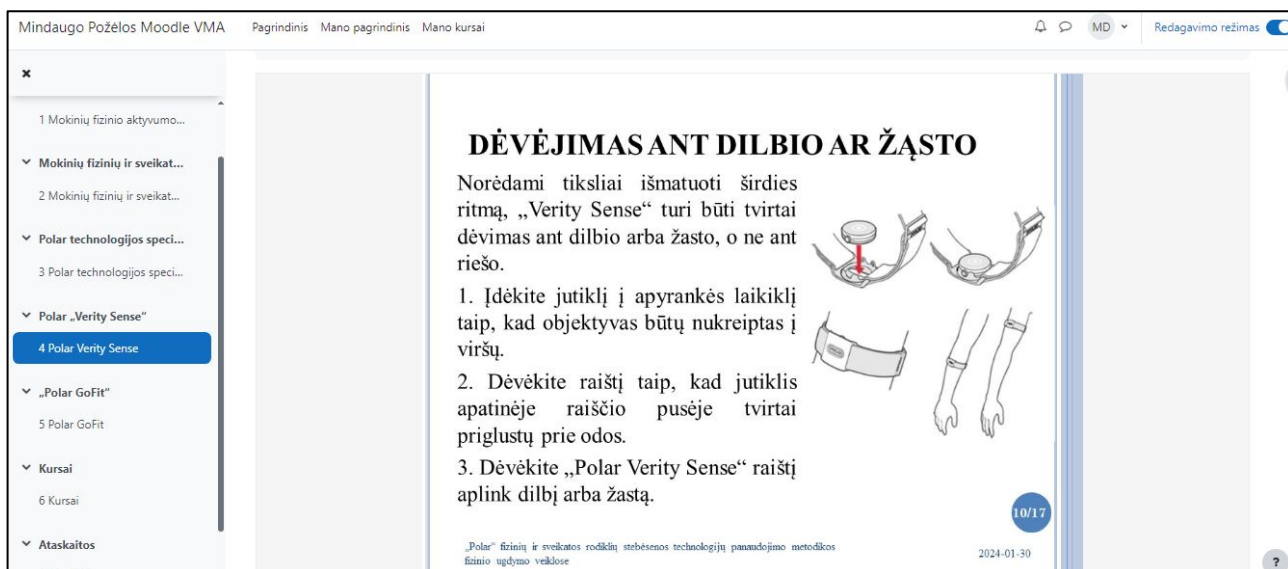 Mindaugo Požėlos Moodle VMA Pagrindinis Mano pagrindinis Mano kursai MD Redagavimo režimas
1 Mokinių fizinio aktyvumo...
Mokinių fizinių ir sveikat...
2 Mokinių fizinių ir sveikat...
Polar technologijos speci...
3 Polar technologijos speci...
Polar „Verity Sense“
4 Polar Verity Sense
„Polar GoFit“
5 Polar GoFit
Kursai
6 Kursai
Ataskaitos
DĖVĖJIMAS ANT DILBIO AR ŽĄSTO
Norėdami tiksliai išmatuoti širdies
ritmą, „Verity Sense“ turi būti tvirtai
dėvimas ant dilbio arba žasto, o ne ant
riešo.
1. Įdėkite jutiklį į apyrankės laikiklį
taip, kad objektyvas būtų nukreiptas į
viršų.
2. Dėvėkite raištį taip, kad jutiklis
apatinėje raiščio pusėje tvirtai
priglustų prie odos.
3. Dėvėkite „Polar Verity Sense“ raištį
aplink dilbį arba žastą.
10/17
„Polar“ fizinių ir sveikatos rodiklių stebėsenos technologijų panaudojimo metodikos
fizinio ugdymo veiklose
2024-01-30
?